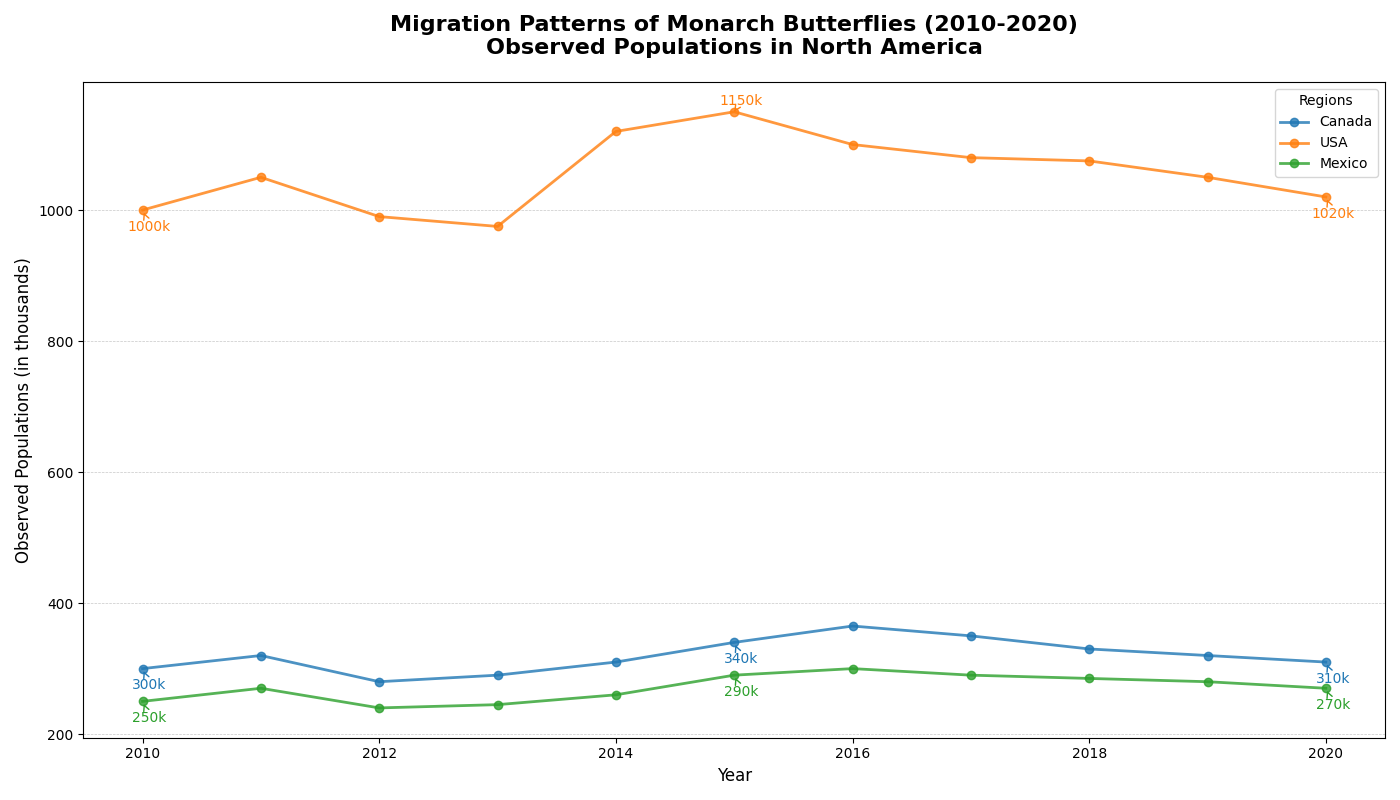 Migration Patterns of Monarch Butterflies (2010-2020)
Observed Populations in North America
Regions
Canada
USA
Mexico
1150k
1000k
1020k
340k
300k
310k
290k
250k
270k
1000
800
600
400
200
Observed Populations (in thousands)
2010
2012
2014
2016
2018
2020
Year